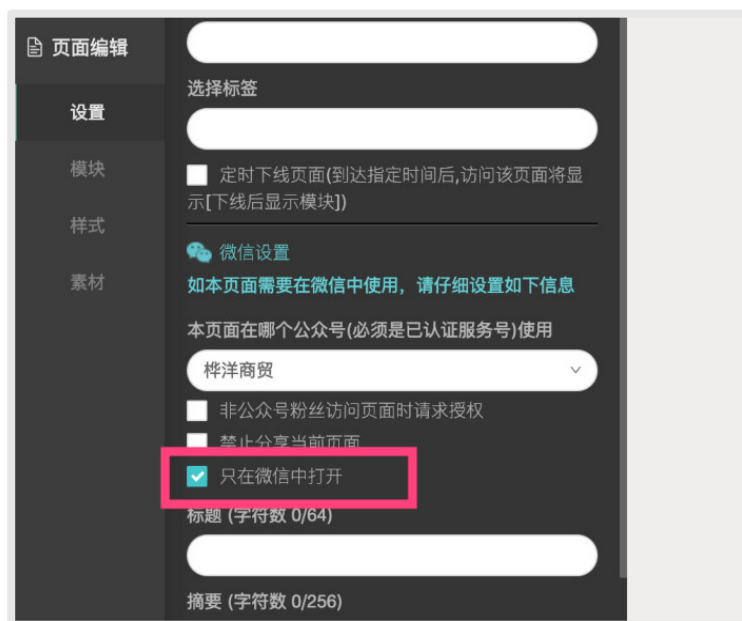 页面编辑
设置
模块
样式
素材
选择标签
定时下线页面(到达指定时间后,访问该页面将显
示[下线后显示模块])
微信设置
如本页面需要在微信中使用，请仔细设置如下信息
本页面在哪个公众号(必须是已认证服务号)使用
桦洋商贸
非公众号粉丝访问页面时请求授权
禁止分享当前页面
只在微信中打开
标题 (字符数 0/64)
摘要 (字符数 0/256)